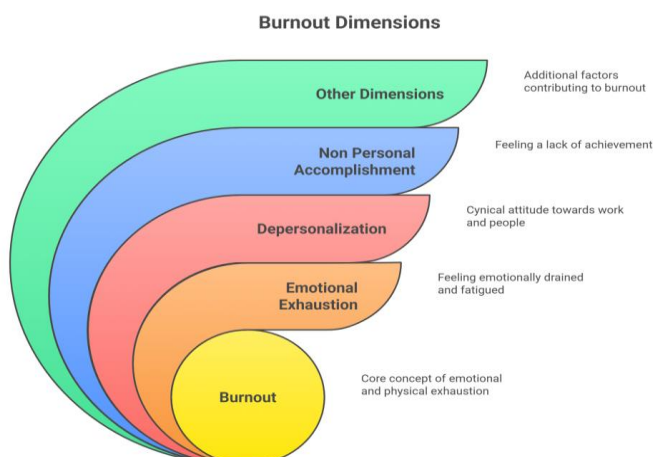 Burnout Dimensions
Other Dimensions
Additional factors
contributing to burnout
Non Personal
Accomplishment
Feeling a lack of achievement
Depersonalization
Cynical attitude towards work
and people
Emotional
Exhaustion
Feeling emotionally drained
and fatigued
Burnout
Core concept of emotional
and physical exhaustion